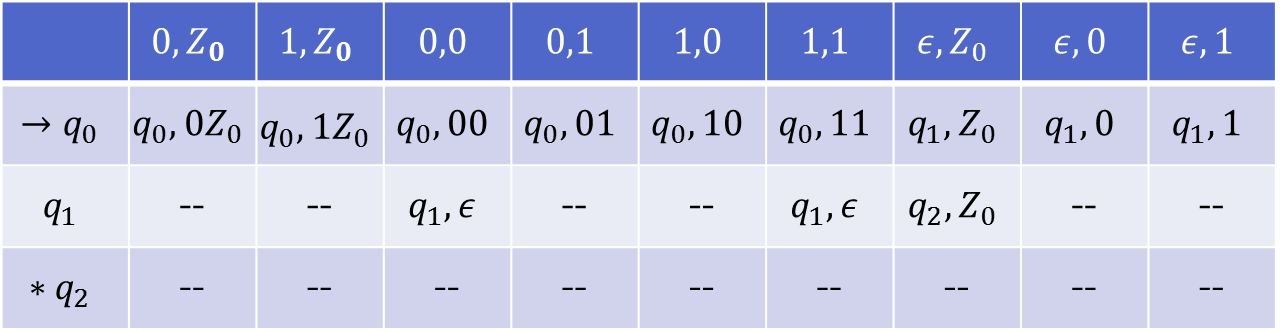 0, Z₀ 1, Z₀ 0,0 0,1 1,0 1,1 ϵ, Z₀ ϵ, 0 ϵ, 1
→ q₀ q₀, 0Z₀ q₀, 1Z₀ q₀, 00 q₀, 01 q₀, 10 q₀, 11 q₁, Z₀ q₁, 0 q₁, 1
q₁ -- -- q₁, ϵ -- -- q₁, ϵ q₂, Z₀ -- --
* q₂ -- -- -- -- -- -- -- -- --